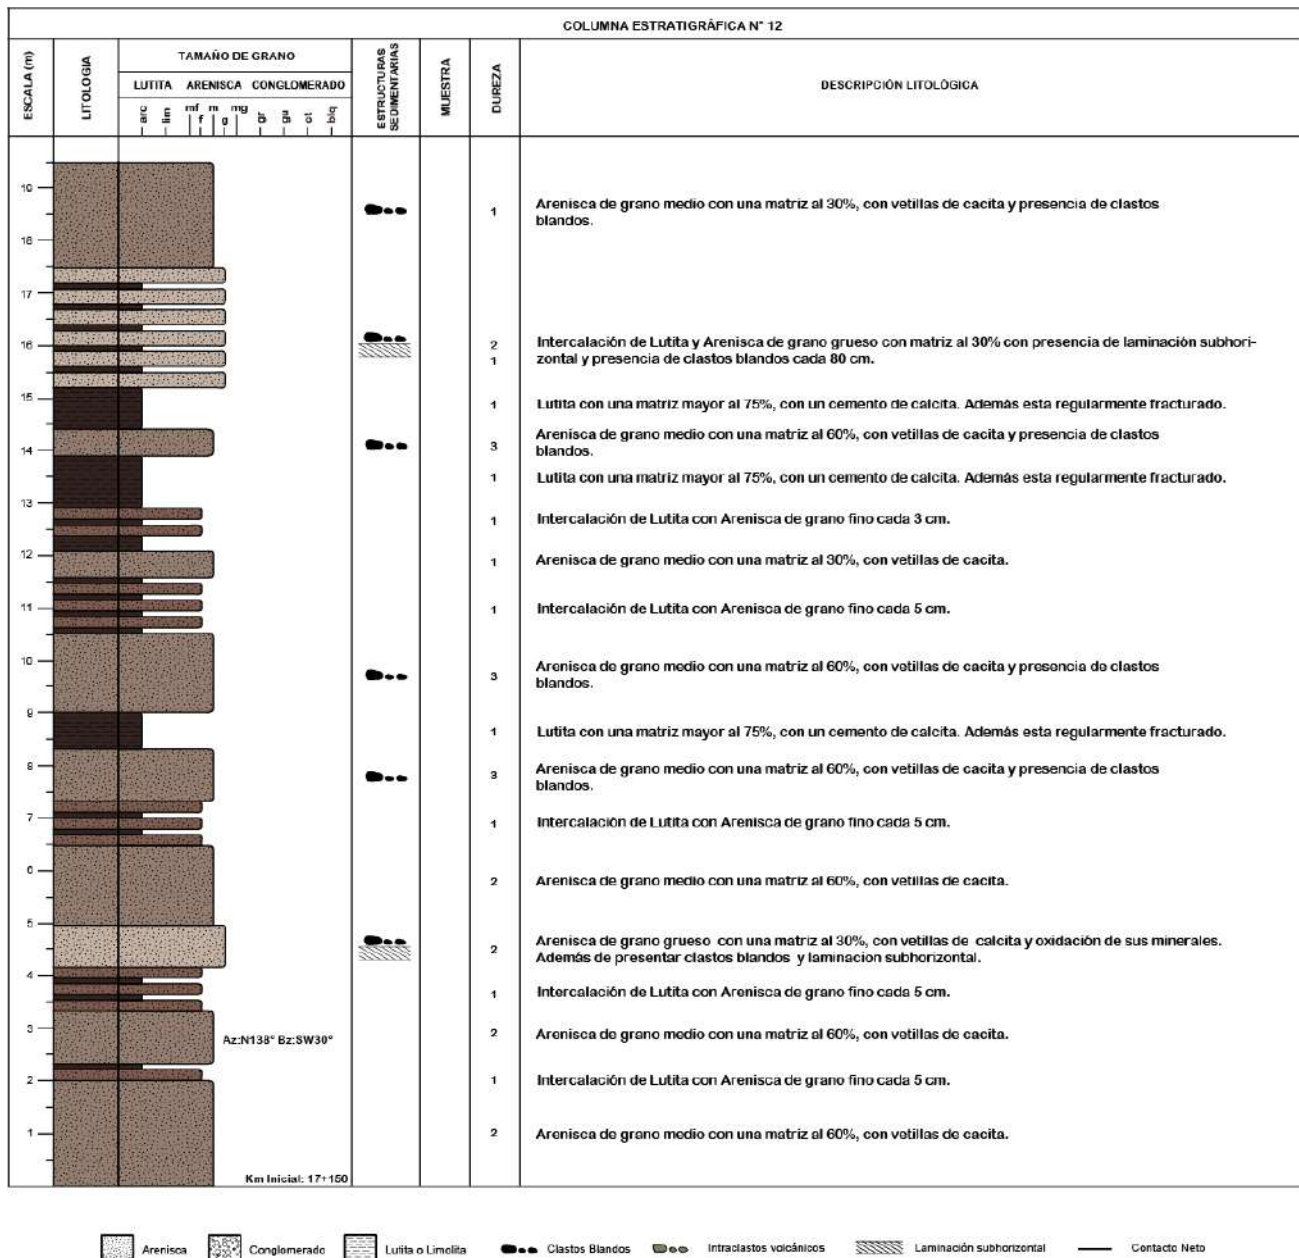 COLUMNA ESTRATIGRÁFICA N° 12
ESCALA (m)
LITOLOGIA
TAMAÑO DE GRANO
LUTITA ARENISCA CONGLOMERADO
arc lim mf f m g mg gr gu ct blq
ESTRUCTURAS
SEDIMENTARIAS
MUESTRA
DUREZA
DESCRIPCIÓN LITOLÓGICA
19
1 Arenisca de grano medio con una matriz al 30%, con vetillas de cacita y presencia de clastos
blandos.
18
17
16
2 Intercalación de Lutita y Arenisca de grano grueso con matriz al 30% con presencia de laminación subhori-
1 zontal y presencia de clastos blandos cada 80 cm.
15
1 Lutita con una matriz mayor al 75%, con un cemento de calcita. Además esta regularmente fracturado.
14
3 Arenisca de grano medio con una matriz al 60%, con vetillas de cacita y presencia de clastos
blandos.
1 Lutita con una matriz mayor al 75%, con un cemento de calcita. Además esta regularmente fracturado.
13
1 Intercalación de Lutita con Arenisca de grano fino cada 3 cm.
12
1 Arenisca de grano medio con una matriz al 30%, con vetillas de cacita.
11
1 Intercalación de Lutita con Arenisca de grano fino cada 5 cm.
10
3 Arenisca de grano medio con una matriz al 60%, con vetillas de cacita y presencia de clastos
blandos.
9
1 Lutita con una matriz mayor al 75%, con un cemento de calcita. Además esta regularmente fracturado.
8
3 Arenisca de grano medio con una matriz al 60%, con vetillas de cacita y presencia de clastos
blandos.
7
1 Intercalación de Lutita con Arenisca de grano fino cada 5 cm.
6
2 Arenisca de grano medio con una matriz al 60%, con vetillas de cacita.
5
2 Arenisca de grano grueso con una matriz al 30%, con vetillas de calcita y oxidación de sus minerales.
Además de presentar clastos blandos y laminacion subhorizontal.
4
1 Intercalación de Lutita con Arenisca de grano fino cada 5 cm.
3
Az:N138° Bz:SW30°
2 Arenisca de grano medio con una matriz al 60%, con vetillas de cacita.
2
1 Intercalación de Lutita con Arenisca de grano fino cada 5 cm.
1
2 Arenisca de grano medio con una matriz al 60%, con vetillas de cacita.
Km Inicial: 17+150
Arenisca Conglomerado Lutita o Limolita Clastos Blandos Intraclastos volcánicos Laminación subhorizontal Contacto Neto